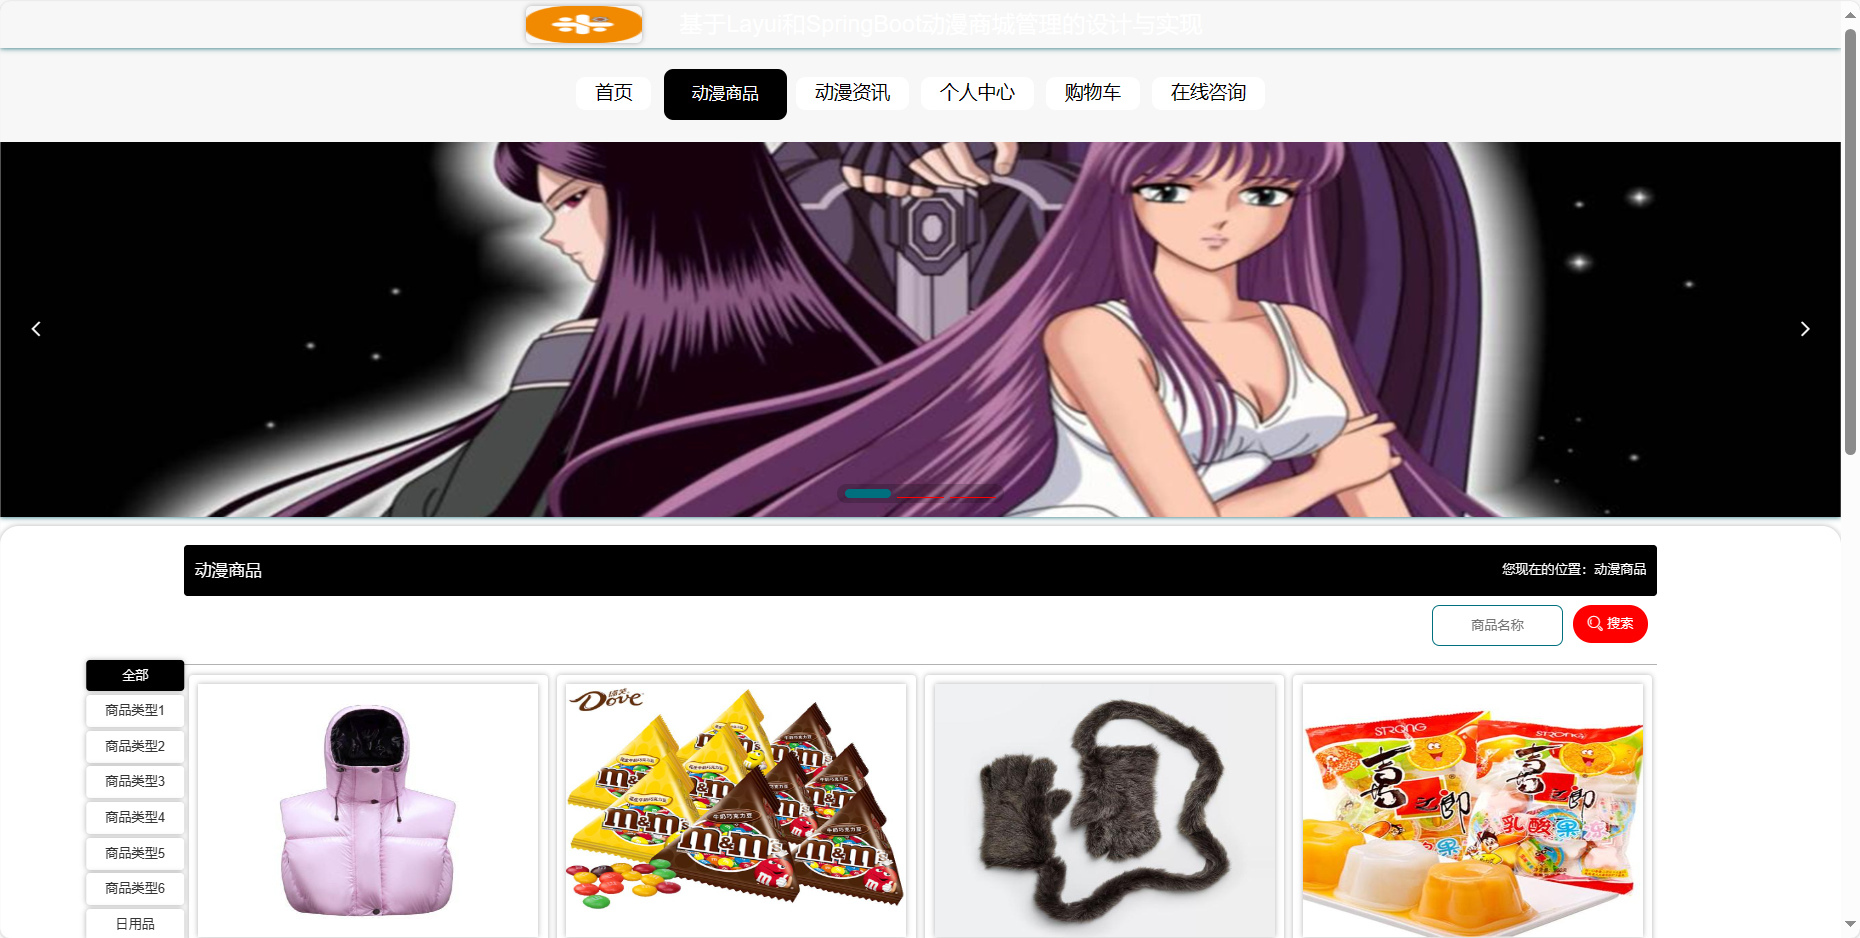 基于Layui和SpringBoot动漫商城管理的设计与实现
首页
动漫商品
动漫资讯
个人中心
购物车
在线咨询
动漫商品
您现在的位置：动漫商品
商品名称
搜索
全部
商品类型1
商品类型2
商品类型3
商品类型4
商品类型5
商品类型6
日用品
Dove
m&m's
m&m's
m&m's
STRONG
STRONG
喜之郎
喜之郎
乳酸果冻